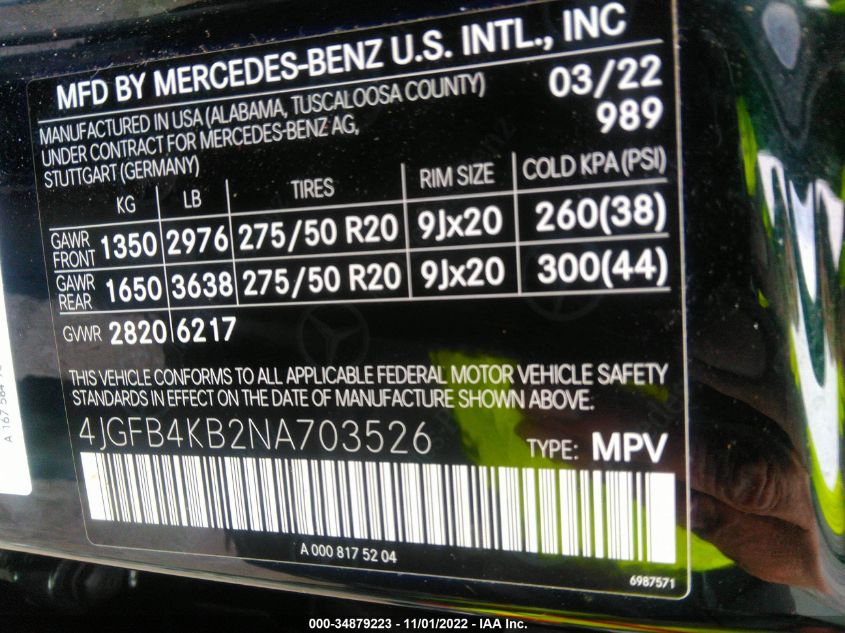 MFD BY MERCEDES-BENZ U.S. INTL., INC
MANUFACTURED IN USA (ALABAMA, TUSCALOOSA COUNTY) 03/22
UNDER CONTRACT FOR MERCEDES-BENZ AG, 989
STUTTGART (GERMANY)
KG LB TIRES RIM SIZE COLD KPA (PSI)
GAWR FRONT 1350 2976 275/50 R20 9Jx20 260(38)
GAWR REAR 1650 3638 275/50 R20 9Jx20 300(44)
GVWR 2820 6217
THIS VEHICLE CONFORMS TO ALL APPLICABLE FEDERAL MOTOR VEHICLE SAFETY
STANDARDS IN EFFECT ON THE DATE OF MANUFACTURE SHOWN ABOVE.
4JGFB4KB2NA703526 TYPE: MPV
A 000 817 52 04
6987571
A 167 584
000-34879223 - 11/01/2022 - IAA Inc.